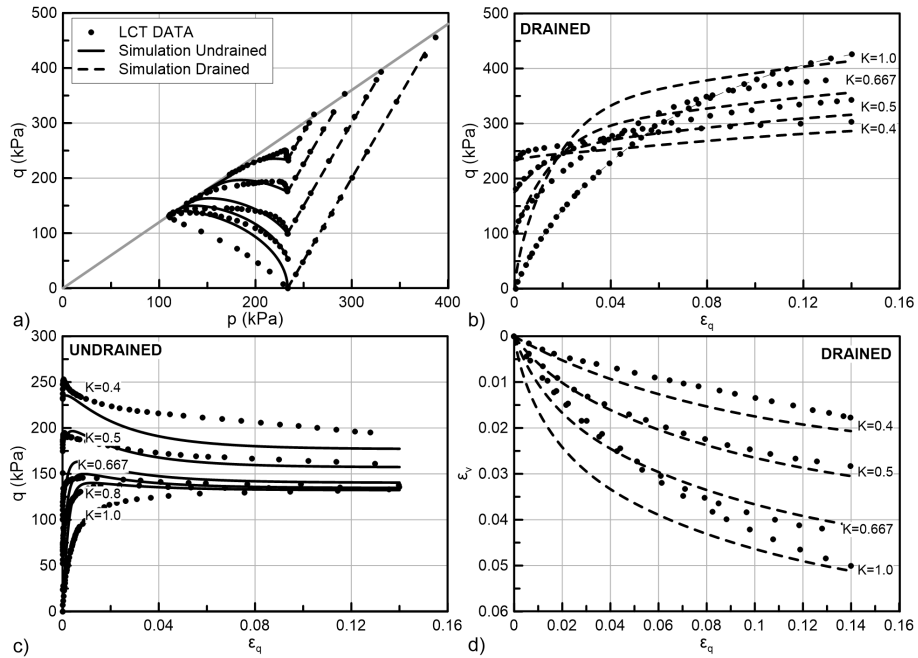 LCT DATA
Simulation Undrained
Simulation Drained
500
400
300
200
100
0
q (kPa)
0
100
200
300
400
p (kPa)
a)
DRAINED
K=1.0
K=0.667
K=0.5
K=0.4
500
400
300
200
100
0
q (kPa)
0
0.04
0.08
0.12
0.16
εq
b)
UNDRAINED
K=0.4
K=0.5
K=0.667
K=0.8
K=1.0
300
250
200
150
100
50
0
q (kPa)
0
0.04
0.08
0.12
0.16
εq
c)
DRAINED
K=0.4
K=0.5
K=0.667
K=1.0
0
0.01
0.02
0.03
0.04
0.05
0.06
εv
0
0.02
0.04
0.06
0.08
0.10
0.12
0.14
0.16
εq
d)